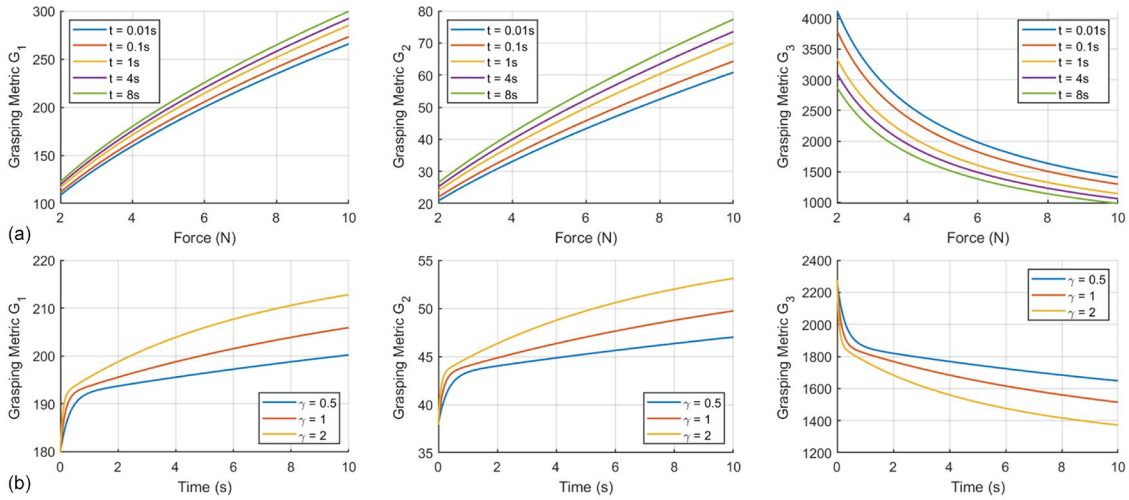 300
250
200
150
100
Grasping Metric G1
t = 0.01s
t = 0.1s
t = 1s
t = 4s
t = 8s
2 4 6 8 10
Force (N)
80
70
60
50
40
30
20
Grasping Metric G2
t = 0.01s
t = 0.1s
t = 1s
t = 4s
t = 8s
2 4 6 8 10
Force (N)
4000
3500
3000
2500
2000
1500
1000
Grasping Metric G3
t = 0.01s
t = 0.1s
t = 1s
t = 4s
t = 8s
2 4 6 8 10
Force (N)
(a)
220
210
200
190
180
Grasping Metric G1
γ = 0.5
γ = 1
γ = 2
0 2 4 6 8 10
Time (s)
55
50
45
40
35
Grasping Metric G2
γ = 0.5
γ = 1
γ = 2
0 2 4 6 8 10
Time (s)
2400
2200
2000
1800
1600
1400
1200
Grasping Metric G3
γ = 0.5
γ = 1
γ = 2
0 2 4 6 8 10
Time (s)
(b)